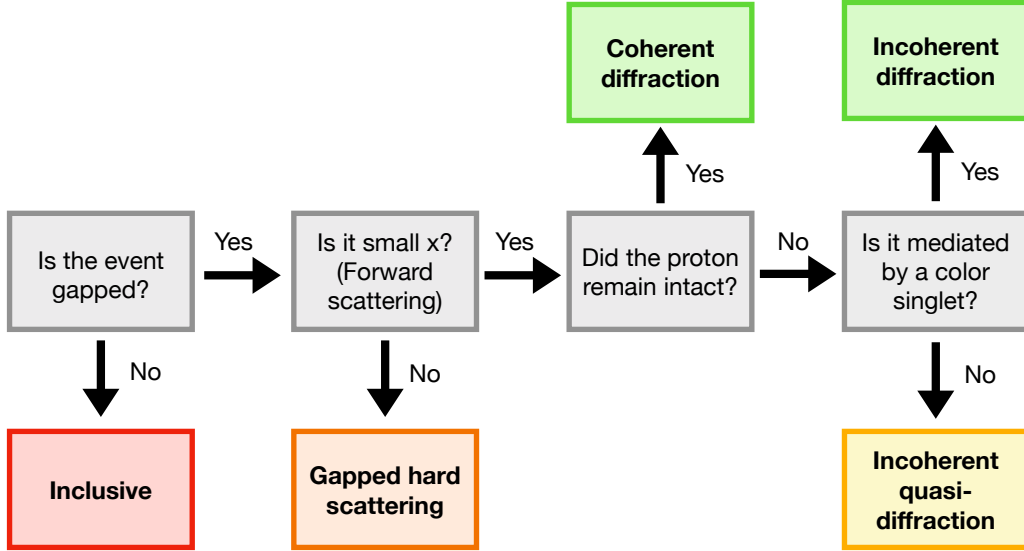 Coherent
diffraction
Incoherent
diffraction
Yes
Yes
Is the event
gapped?
Yes
Is it small x?
(Forward
scattering)
Yes
Did the proton
remain intact?
No
Is it mediated
by a color
singlet?
No
No
No
Inclusive
Gapped hard
scattering
Incoherent
quasi-
diffraction